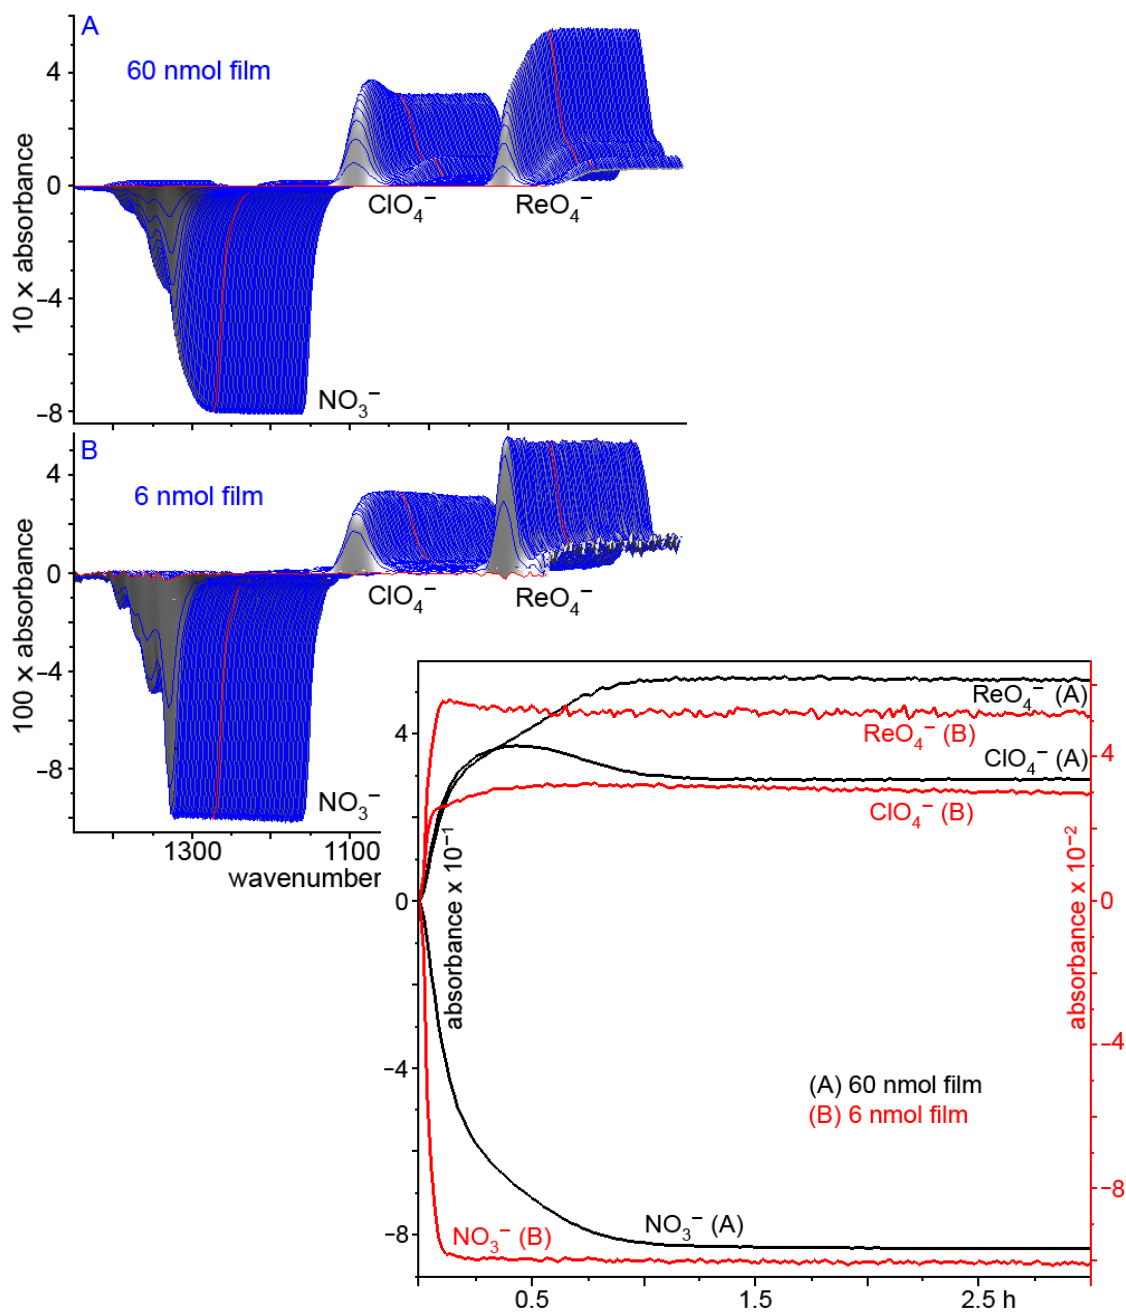 A
60 nmol film
4
0
−4
−8
10 x absorbance
ClO₄⁻
ReO₄⁻
NO₃⁻
B
6 nmol film
4
0
−4
−8
100 x absorbance
ClO₄⁻
ReO₄⁻
NO₃⁻
1300 1100
wavenumber
4
0
−4
−8
absorbance x 10⁻¹
ReO₄⁻ (A)
ReO₄⁻ (B)
ClO₄⁻ (A)
ClO₄⁻ (B)
(A) 60 nmol film
(B) 6 nmol film
NO₃⁻ (A)
NO₃⁻ (B)
4
0
−4
−8
absorbance x 10⁻²
0.5 1.5 2.5 h